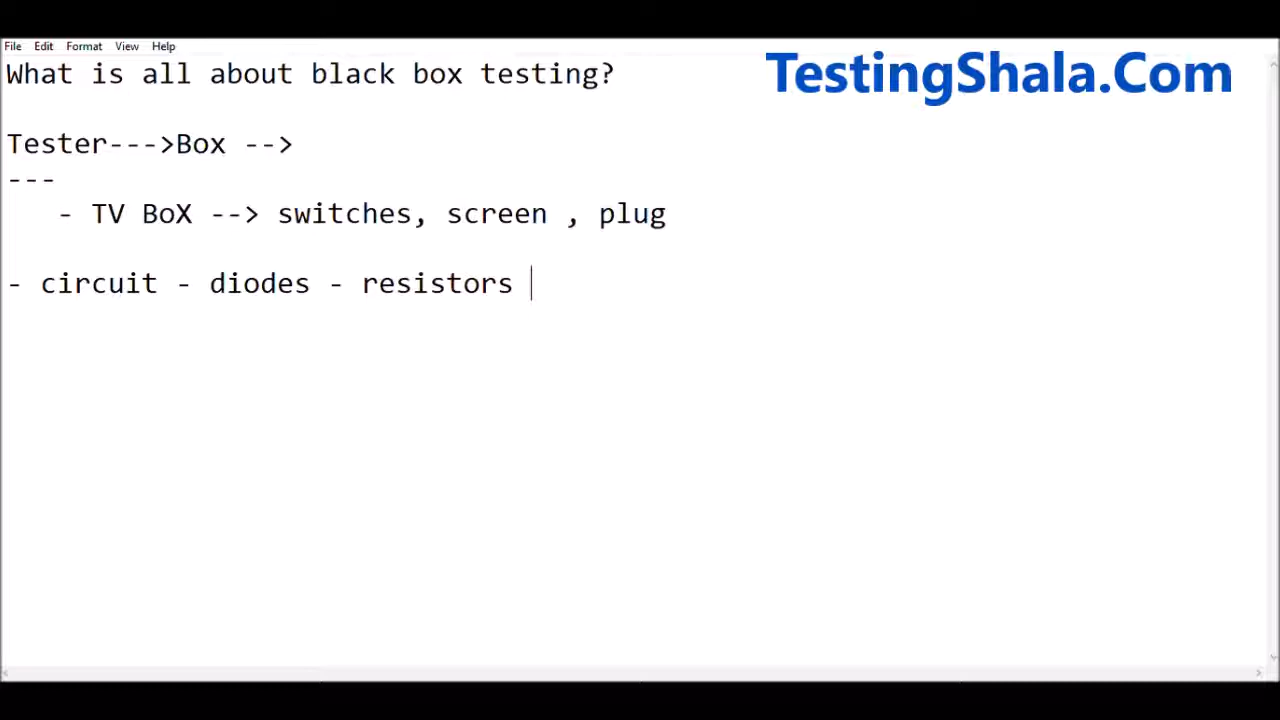 File Edit Format View Help
What is all about black box testing?
TestingShala.Com
Tester--->Box -->
---
- TV BoX --> switches, screen , plug
- circuit - diodes - resistors